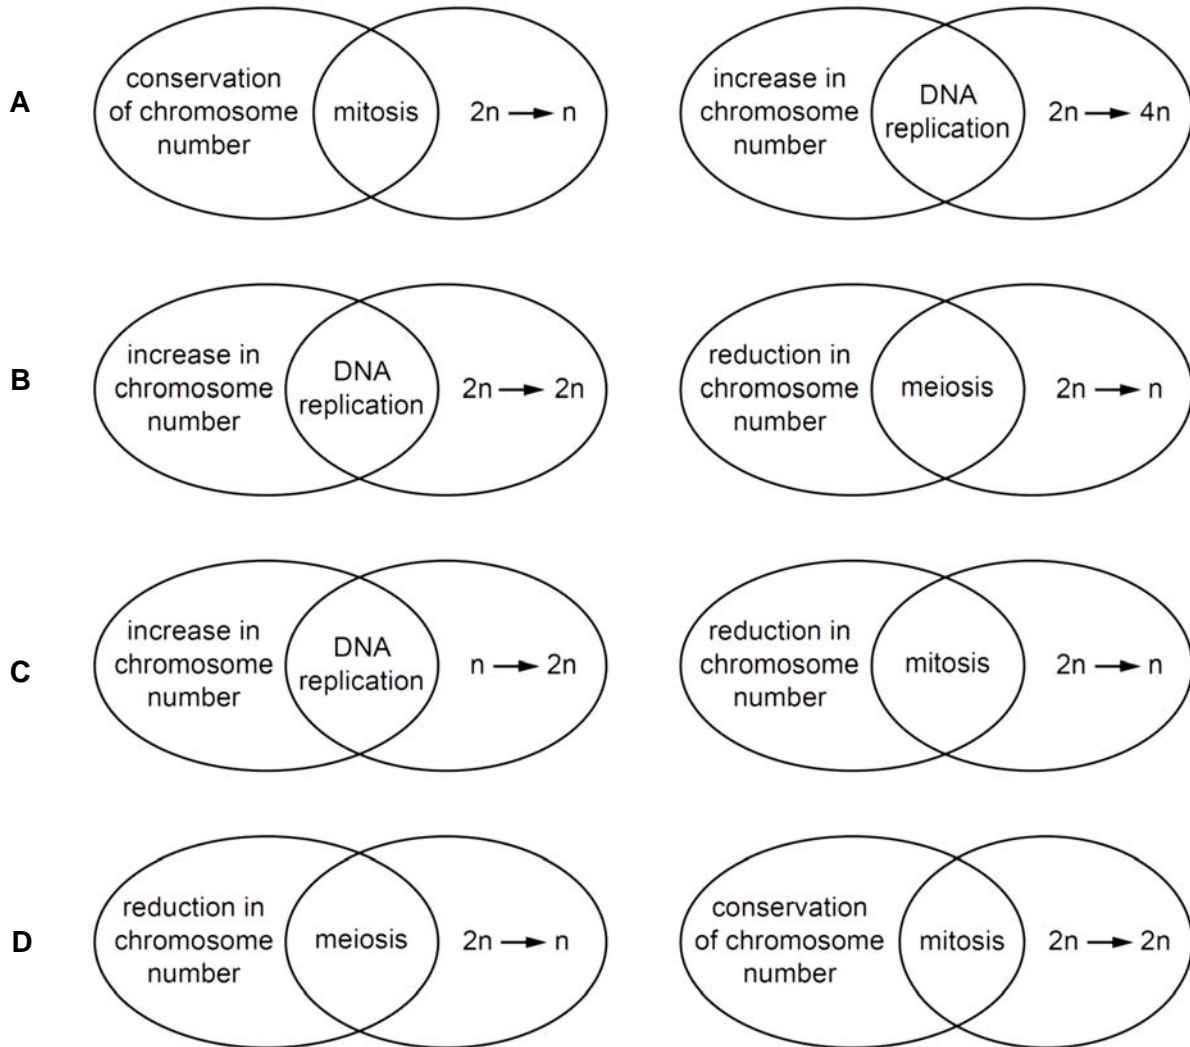 A
conservation
of chromosome
number
mitosis
2n → n
increase in
chromosome
number
DNA
replication
2n → 4n
B
increase in
chromosome
number
DNA
replication
2n → 2n
reduction in
chromosome
number
meiosis
2n → n
C
increase in
chromosome
number
DNA
replication
n → 2n
reduction in
chromosome
number
mitosis
2n → n
D
reduction in
chromosome
number
meiosis
2n → n
conservation
of chromosome
number
mitosis
2n → 2n